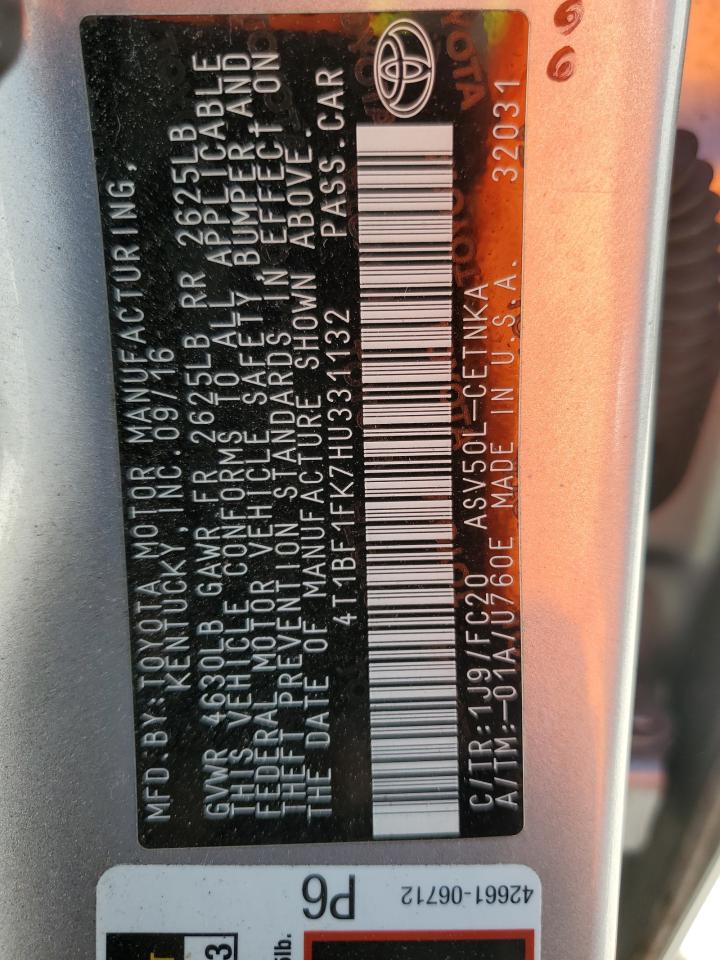 MFD.BY:TOYOTA MOTOR MANUFACTURING,
KENTUCKY, INC.09/16
GVWR 4630LB GAWR FR 2625LB RR 2625LB
THIS VEHICLE CONFORMS TO ALL APPLICABLE
FEDERAL MOTOR VEHICLE SAFETY,BUMPER,AND
THEFT PREVENTION STANDARDS IN EFFECT ON
THE DATE OF MANUFACTURE SHOWN ABOVE.
4T1BF1FK7HU331132 PASS.CAR
C/TR:1J9/FC20 ASV50L-CETNKA
A/TM:-01A/U760E MADE IN U.S.A. 32031
P6
42661-06712